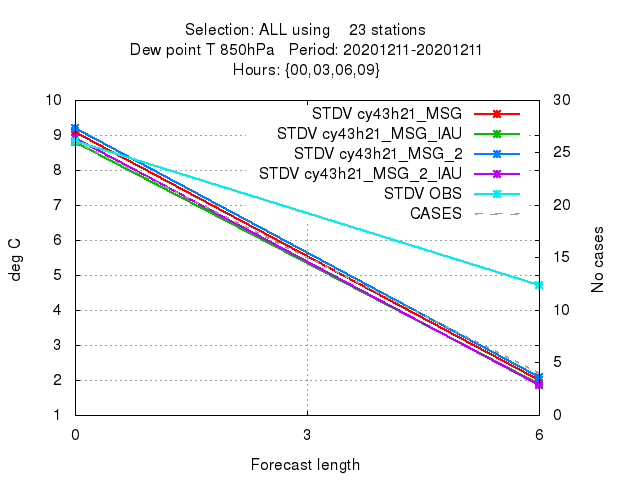 Selection: ALL using    23 stations
Dew point T 850hPa   Period: 20201211-20201211
Hours: {00,03,06,09}
10
9
8
7
6
5
4
3
2
1
deg C
30
25
20
15
10
5
0
No cases
STDV cy43h21_MSG
STDV cy43h21_MSG_IAU
STDV cy43h21_MSG_2
STDV cy43h21_MSG_2_IAU
STDV OBS
CASES
0 3 6
Forecast length